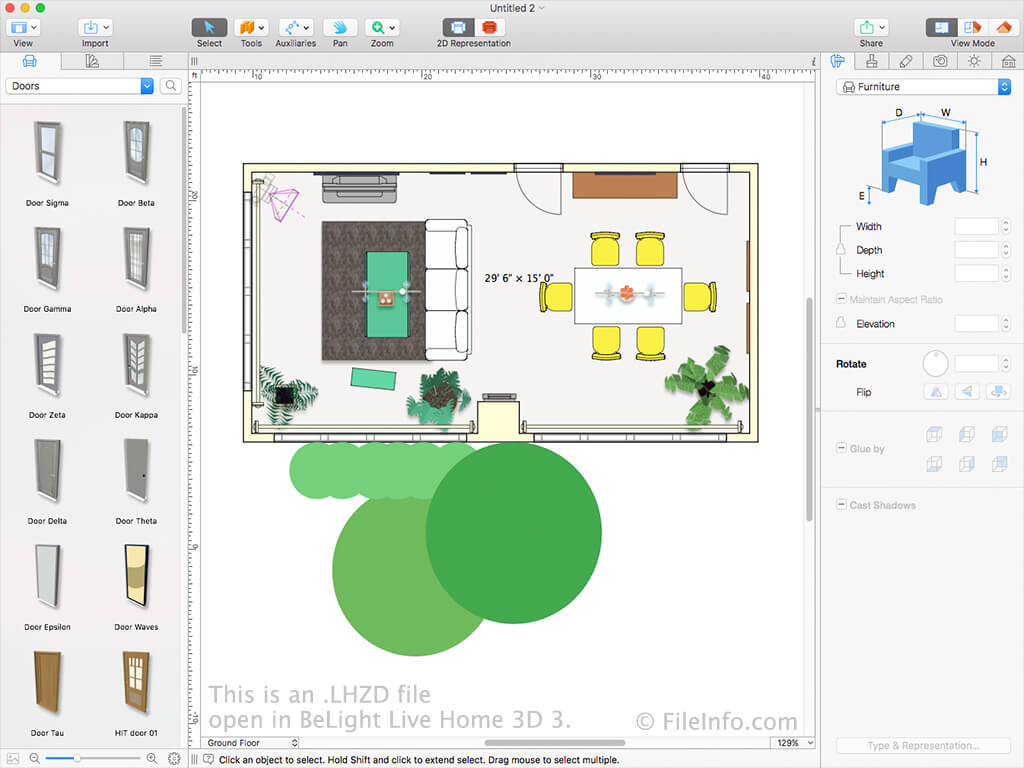 Untitled 2
View
Import
Select
Tools
Auxiliaries
Pan
Zoom
2D Representation
Share
View Mode
Doors
ft
10
20
30
40
i
Furniture
Door Sigma
Door Beta
Door Gamma
Door Alpha
Door Zeta
Door Kappa
Door Delta
Door Theta
Door Epsilon
Door Waves
Door Tau
HIT door 01
20
10
0
-10
29' 6" × 15' 0"
D
W
H
E
Width
Depth
Height
Maintain Aspect Ratio
Elevation
Rotate
Flip
Glue by
Cast Shadows
Type & Representation...
This is an .LHZD file
open in BeLight Live Home 3D 3.
© FileInfo.com
Ground Floor
129%
Click an object to select. Hold Shift and click to extend select. Drag mouse to select multiple.